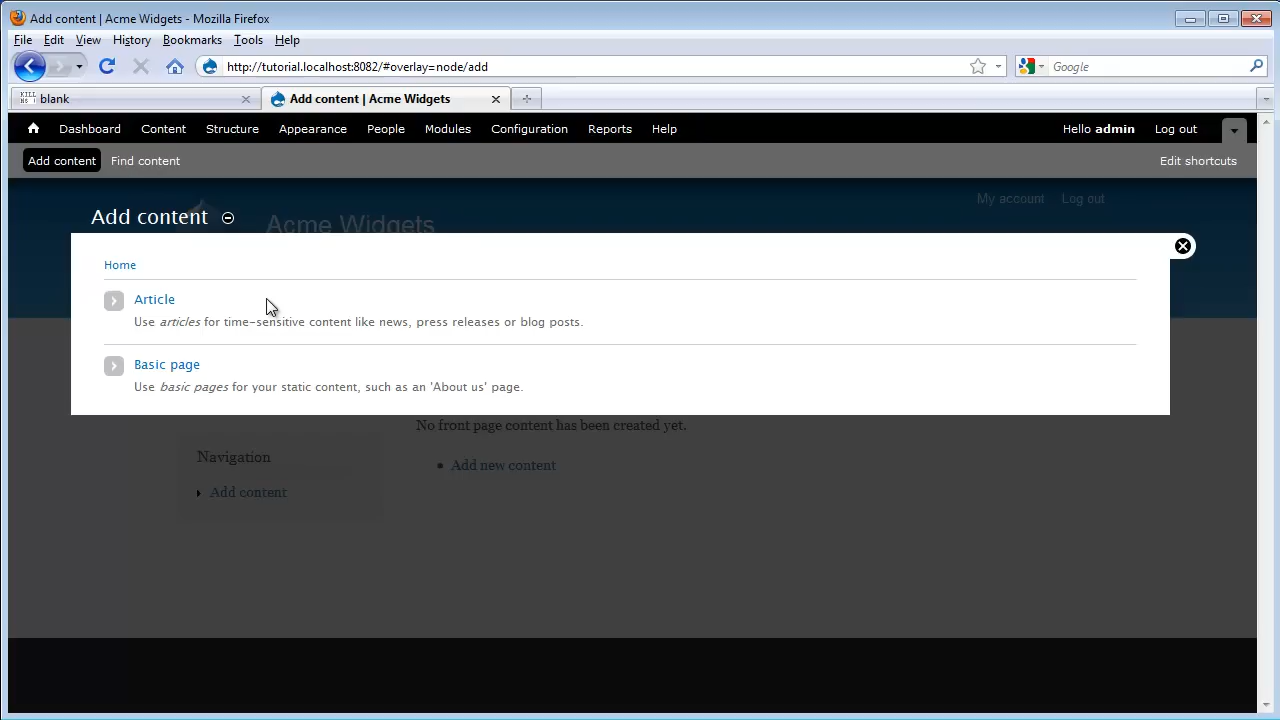 Add content | Acme Widgets - Mozilla Firefox
File Edit View History Bookmarks Tools Help
http://tutorial.localhost:8082/#overlay=node/add
Google
blank
Add content | Acme Widgets
Dashboard Content Structure Appearance People Modules Configuration Reports Help Hello admin Log out
Add content Find content Edit shortcuts
My account Log out
Add content
Acme Widgets
Home
Article
Use articles for time-sensitive content like news, press releases or blog posts.
Basic page
Use basic pages for your static content, such as an 'About us' page.
No front page content has been created yet.
Navigation
Add new content
Add content